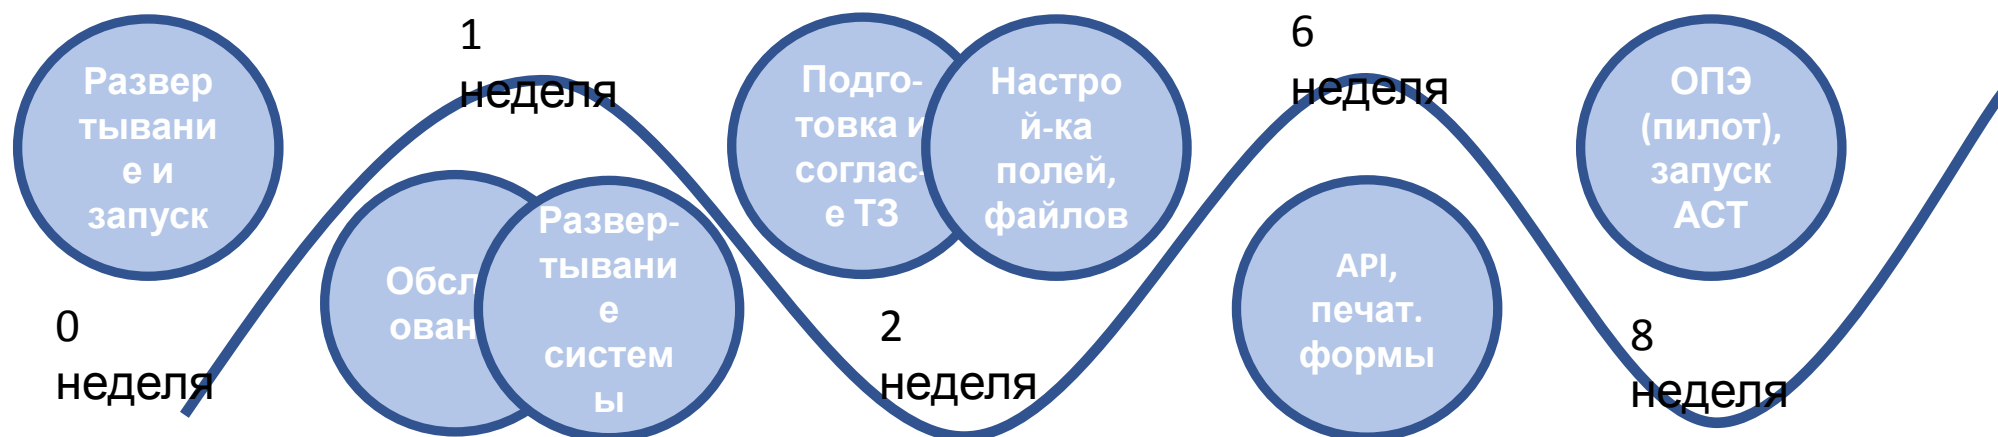 Развер
тывани
е и
запуск
0
неделя
1
неделя
Обсл
ован
Развер-
тывани
е
систем
ы
Подго-
товка и
соглас-
е ТЗ
Настро
й-ка
полей,
файлов
2
неделя
6
неделя
API,
печат.
формы
ОПЭ
(пилот),
запуск
АСТ
8
неделя